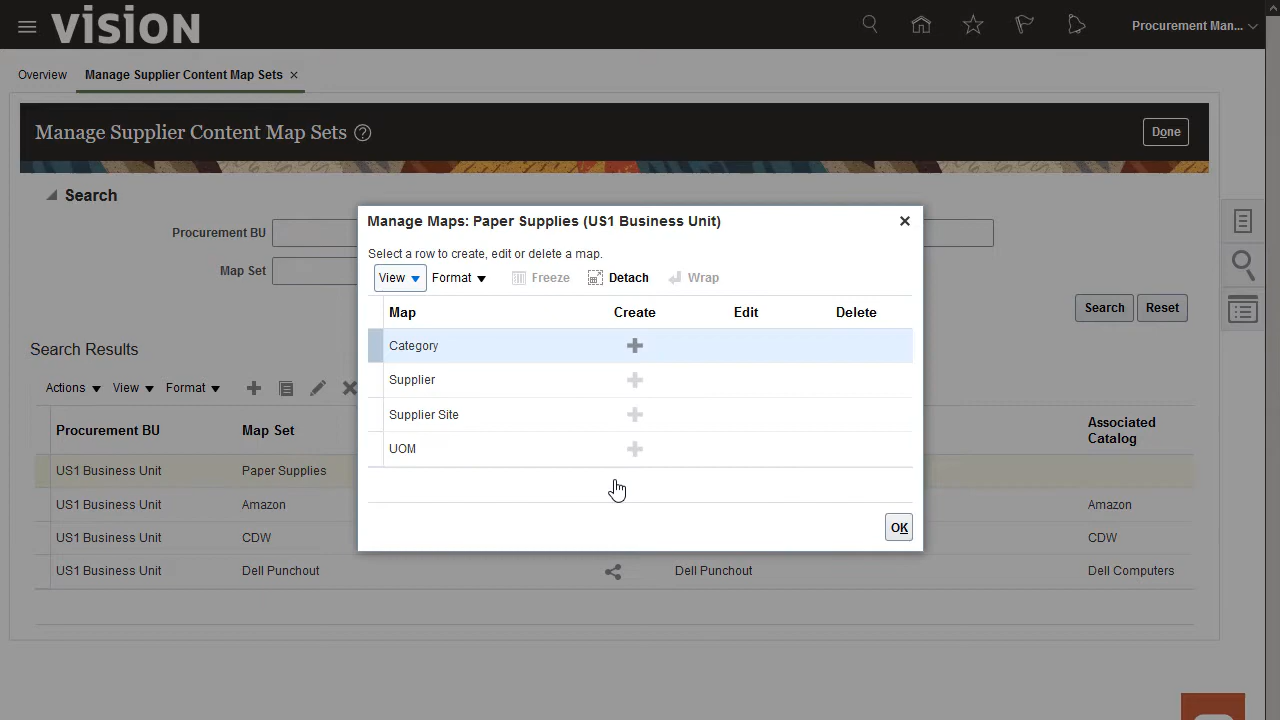 vision
Procurement Man...
Overview
Manage Supplier Content Map Sets ×
Manage Supplier Content Map Sets ?
Done
Search
Procurement BU
Map Set
Search Reset
Manage Maps: Paper Supplies (US1 Business Unit)
Select a row to create, edit or delete a map.
View Format Freeze Detach Wrap
Map Create Edit Delete
Category
Supplier
Supplier Site
UOM
OK
Search Results
Actions View Format
Procurement BU Map Set Associated Catalog
US1 Business Unit Paper Supplies
US1 Business Unit Amazon Amazon
US1 Business Unit CDW CDW
US1 Business Unit Dell Punchout Dell Punchout Dell Computers